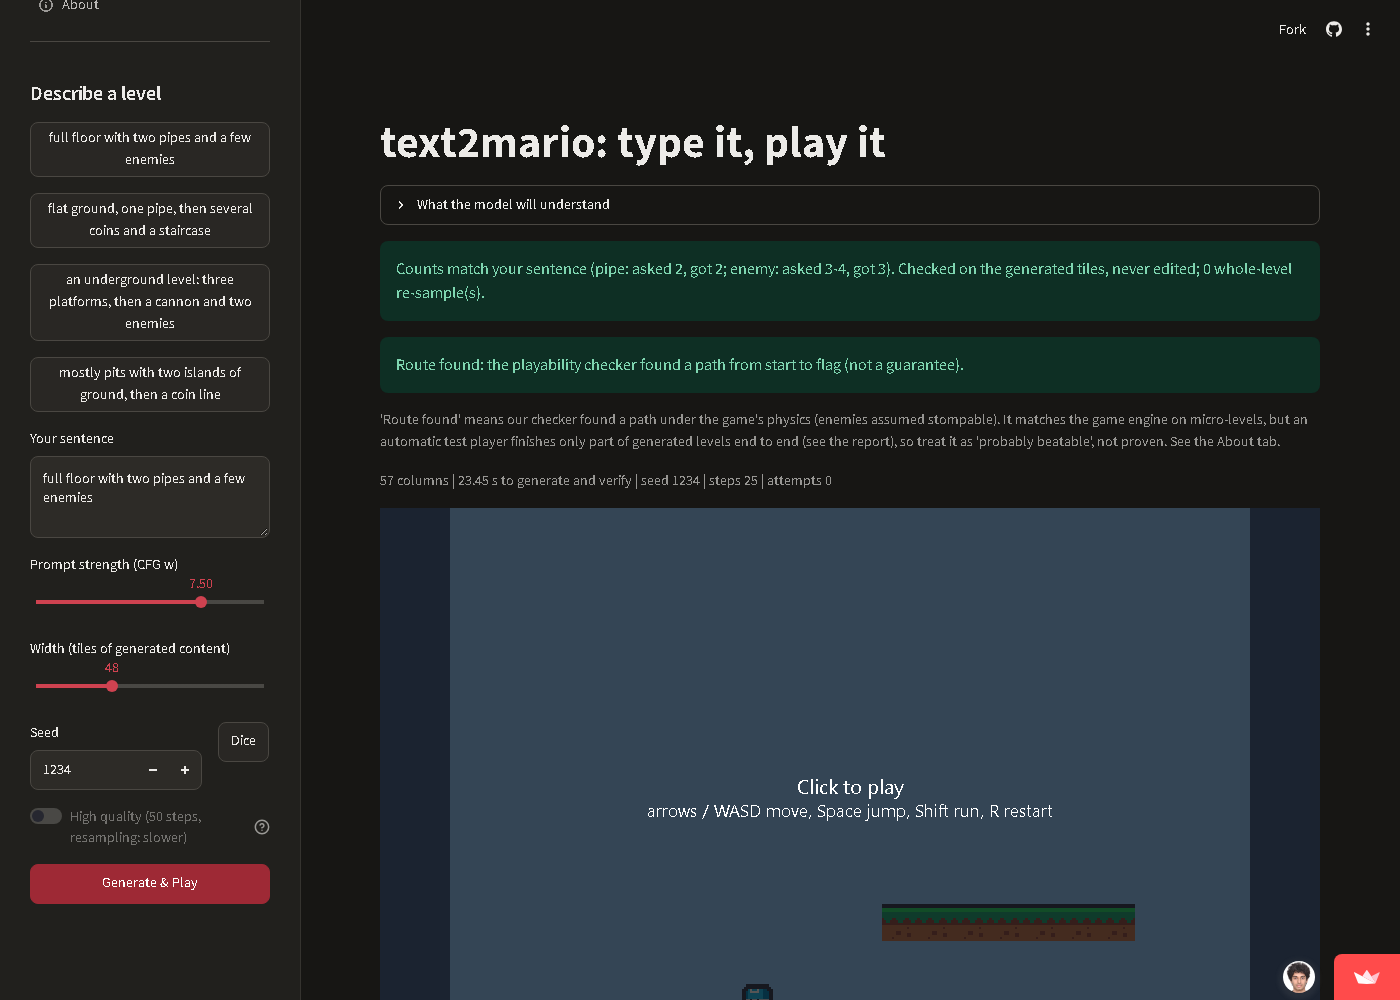 About
Describe a level
full floor with two pipes and a few
enemies
flat ground, one pipe, then several
coins and a staircase
an underground level: three
platforms, then a cannon and two
enemies
mostly pits with two islands of
ground, then a coin line
Your sentence
full floor with two pipes and a few
enemies
Prompt strength (CFG w)
7.50
Width (tiles of generated content)
48
Seed
Dice
1234
High quality (50 steps,
resampling: slower)
Generate & Play
Fork
text2mario: type it, play it
What the model will understand
Counts match your sentence (pipe: asked 2, got 2; enemy: asked 3-4, got 3). Checked on the generated tiles, never edited; 0 whole-level
re-sample(s).
Route found: the playability checker found a path from start to flag (not a guarantee).
'Route found' means our checker found a path under the game's physics (enemies assumed stompable). It matches the game engine on micro-levels, but an
automatic test player finishes only part of generated levels end to end (see the report), so treat it as 'probably beatable', not proven. See the About tab.
57 columns | 23.45 s to generate and verify | seed 1234 | steps 25 | attempts 0
Click to play
arrows / WASD move, Space jump, Shift run, R restart